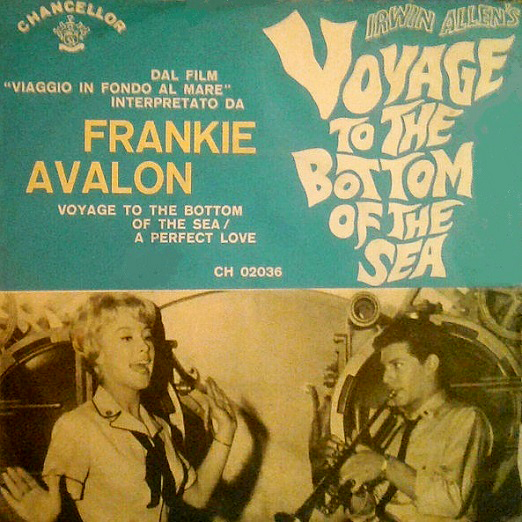 CHANCELLOR
DAL FILM
"VIAGGIO IN FONDO AL MARE"
INTERPRETATO DA
FRANKIE
AVALON
VOYAGE TO THE BOTTOM
OF THE SEA/
A PERFECT LOVE
CH 02036
IRWIN ALLEN'S
VOYAGE
TO THE
BOTTOM
OF THE
SEA